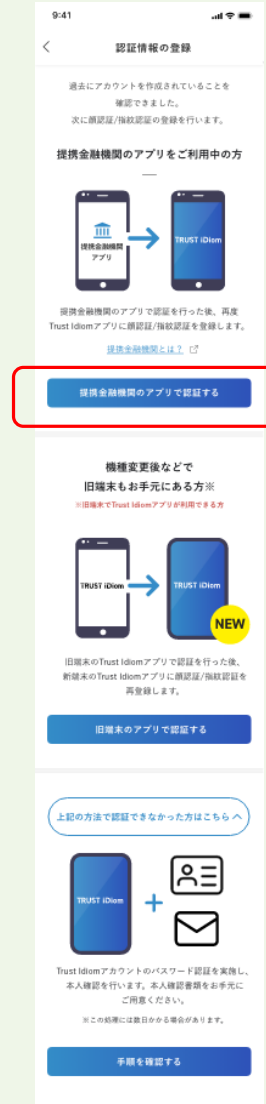 9:41
認証情報の登録
過去にアカウントを作成されていることを
確認できました。
次に顔認証/指紋認証の登録を行います。
提携金融機関のアプリをご利用中の方
提携金融機関
アプリ
TRUST iDiom
提携金融機関のアプリで認証を行った後、再度
Trust Idiomアプリに顔認証/指紋認証を登録します。
提携金融機関とは？
提携金融機関のアプリで認証する
機種変更後などで
旧端末もお手元にある方※
※旧端末でTrust Idiomアプリが利用できる方
TRUST iDiom
TRUST iDiom
NEW
旧端末のTrust Idiomアプリで認証を行った後、
新端末のTrust Idiomアプリに顔認証/指紋認証を
再登録します。
旧端末のアプリで認証する
上記の方法で認証できなかった方はこちら
TRUST iDiom
Trust Idiomアカウントのパスワード認証を実施し、
本人確認を行います。本人確認書類をお手元に
ご用意ください。
※この処理には数日かかる場合があります。
手順を確認する